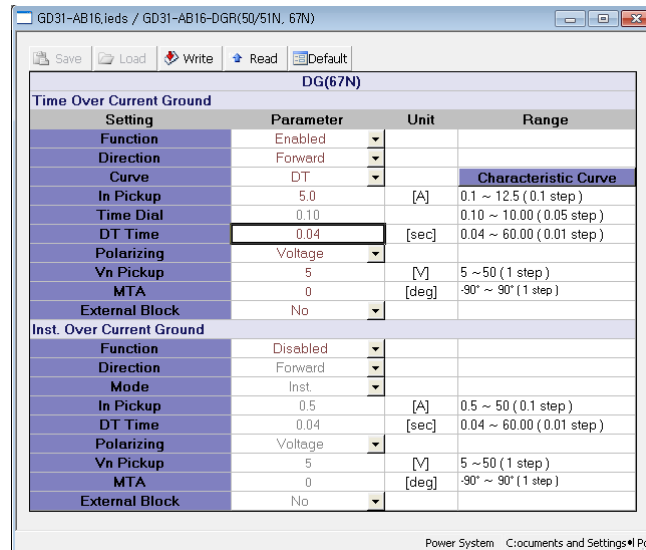 GD31-AB16,ieds / GD31-AB16-DGR(50/51N, 67N)
Save Load Write Read Default
DG(67N)
Time Over Current Ground
Setting Parameter Unit Range
Function Enabled
Direction Forward
Curve DT Characteristic Curve
In Pickup 5.0 [A] 0.1 ~ 12.5 ( 0.1 step )
Time Dial 0.10 0.10 ~ 10.00 ( 0.05 step )
DT Time 0.04 [sec] 0.04 ~ 60.00 ( 0.01 step )
Polarizing Voltage
Vn Pickup 5 [V] 5 ~50 ( 1 step )
MTA 0 [deg] -90° ~ 90° ( 1 step )
External Block No
Inst. Over Current Ground
Function Disabled
Direction Forward
Mode Inst.
In Pickup 0.5 [A] 0.5 ~ 50 ( 0.1 step )
DT Time 0.04 [sec] 0.04 ~ 60.00 ( 0.01 step )
Polarizing Voltage
Vn Pickup 5 [V] 5 ~50 ( 1 step )
MTA 0 [deg] -90° ~ 90° ( 1 step )
External Block No
Power System C:ocuments and Settings